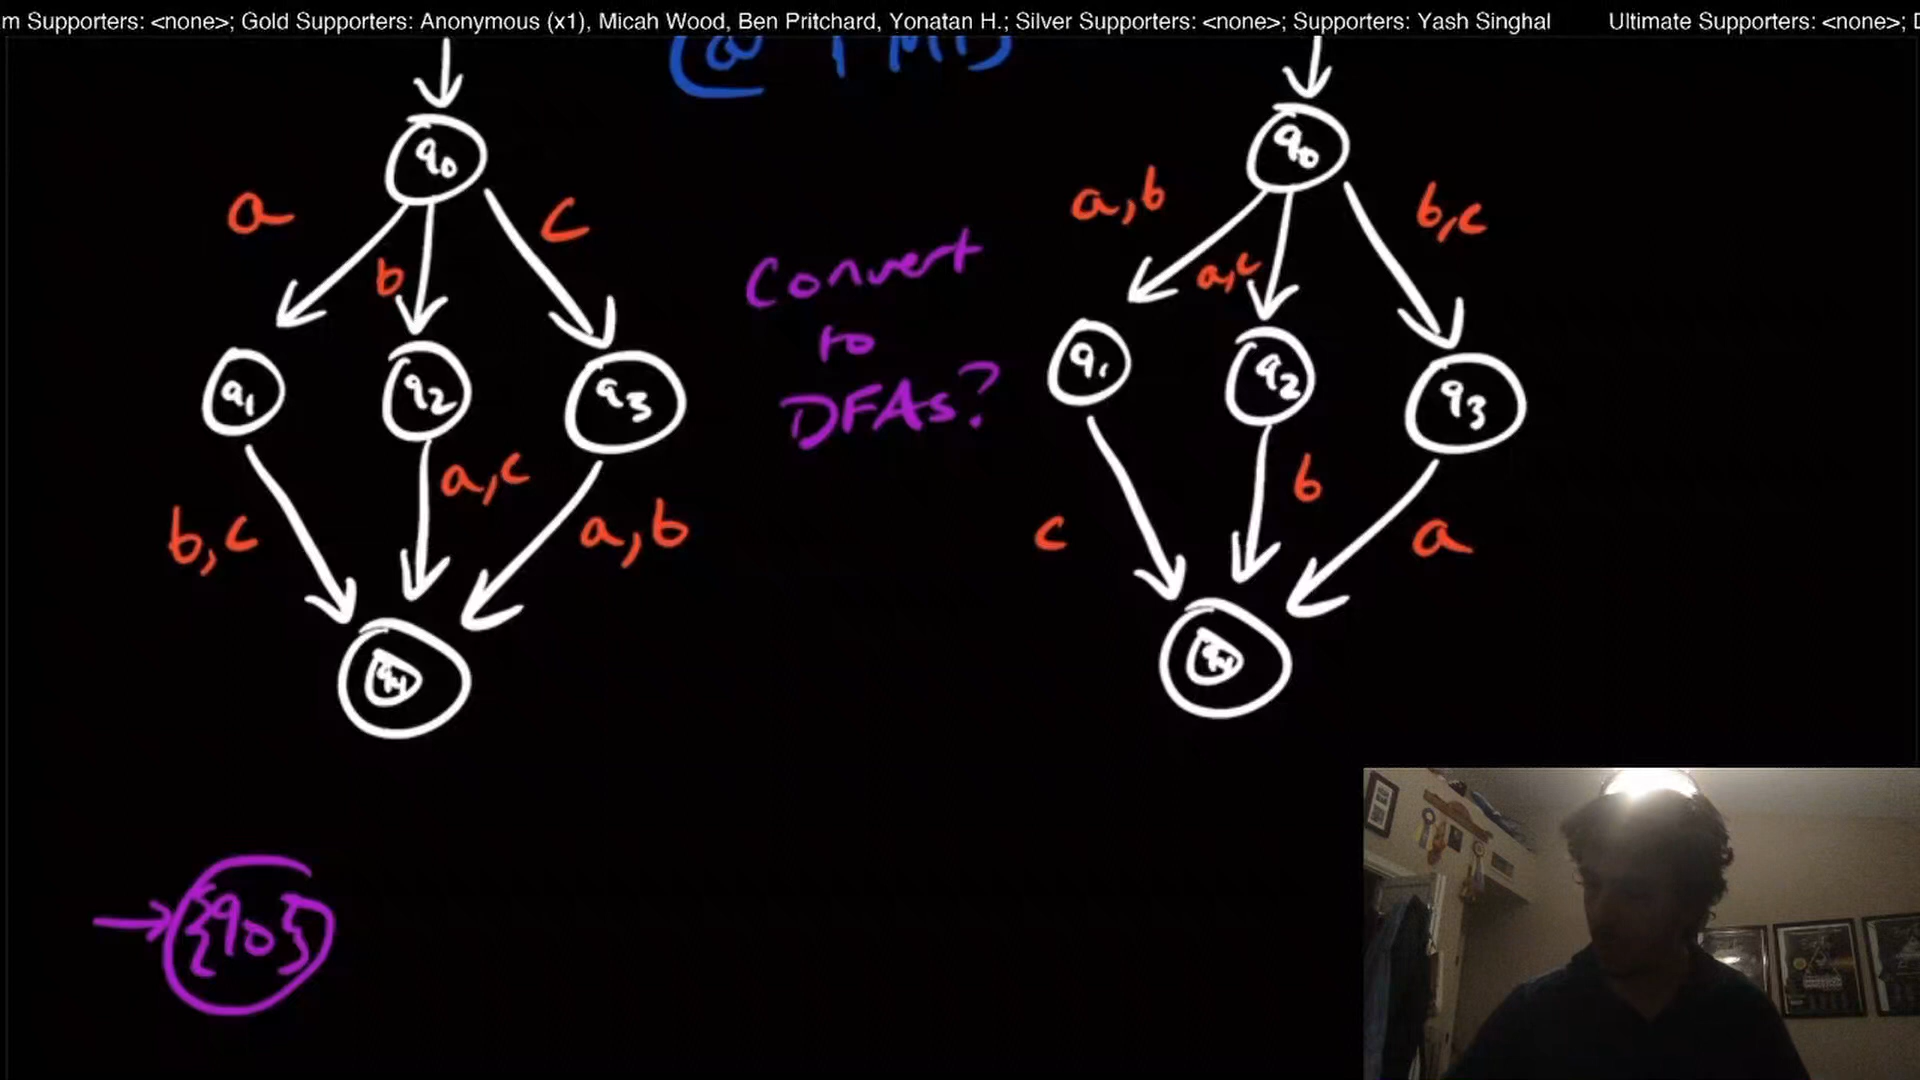 m Supporters: <none>; Gold Supporters: Anonymous (x1), Micah Wood, Ben Pritchard, Yonatan H.; Silver Supporters: <none>; Supporters: Yash Singhal Ultimate Supporters: <none>; D
q0
a
b
c
q1
q2
q3
b,c
a,c
a,b
q4
Convert
to
DFAs?
q0
a,b
a,c
b,c
q1
q2
q3
c
b
a
q4
{q0}